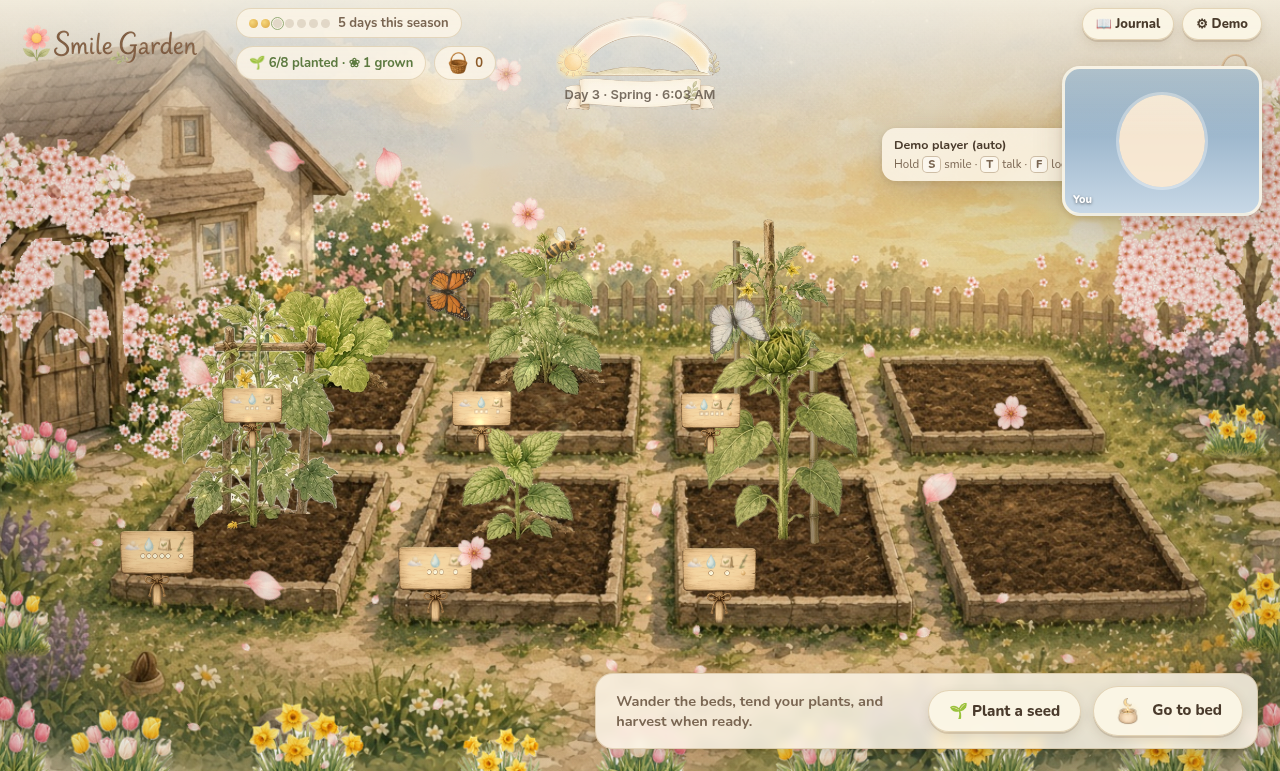 Smile Garden
5 days this season
🌱 6/8 planted · ❀ 1 grown
0
Day 3 · Spring · 6:03 AM
📖 Journal
⚙ Demo
Demo player (auto)
Hold S smile · T talk · F lo
You
Wander the beds, tend your plants, and
harvest when ready.
🌱 Plant a seed
Go to bed